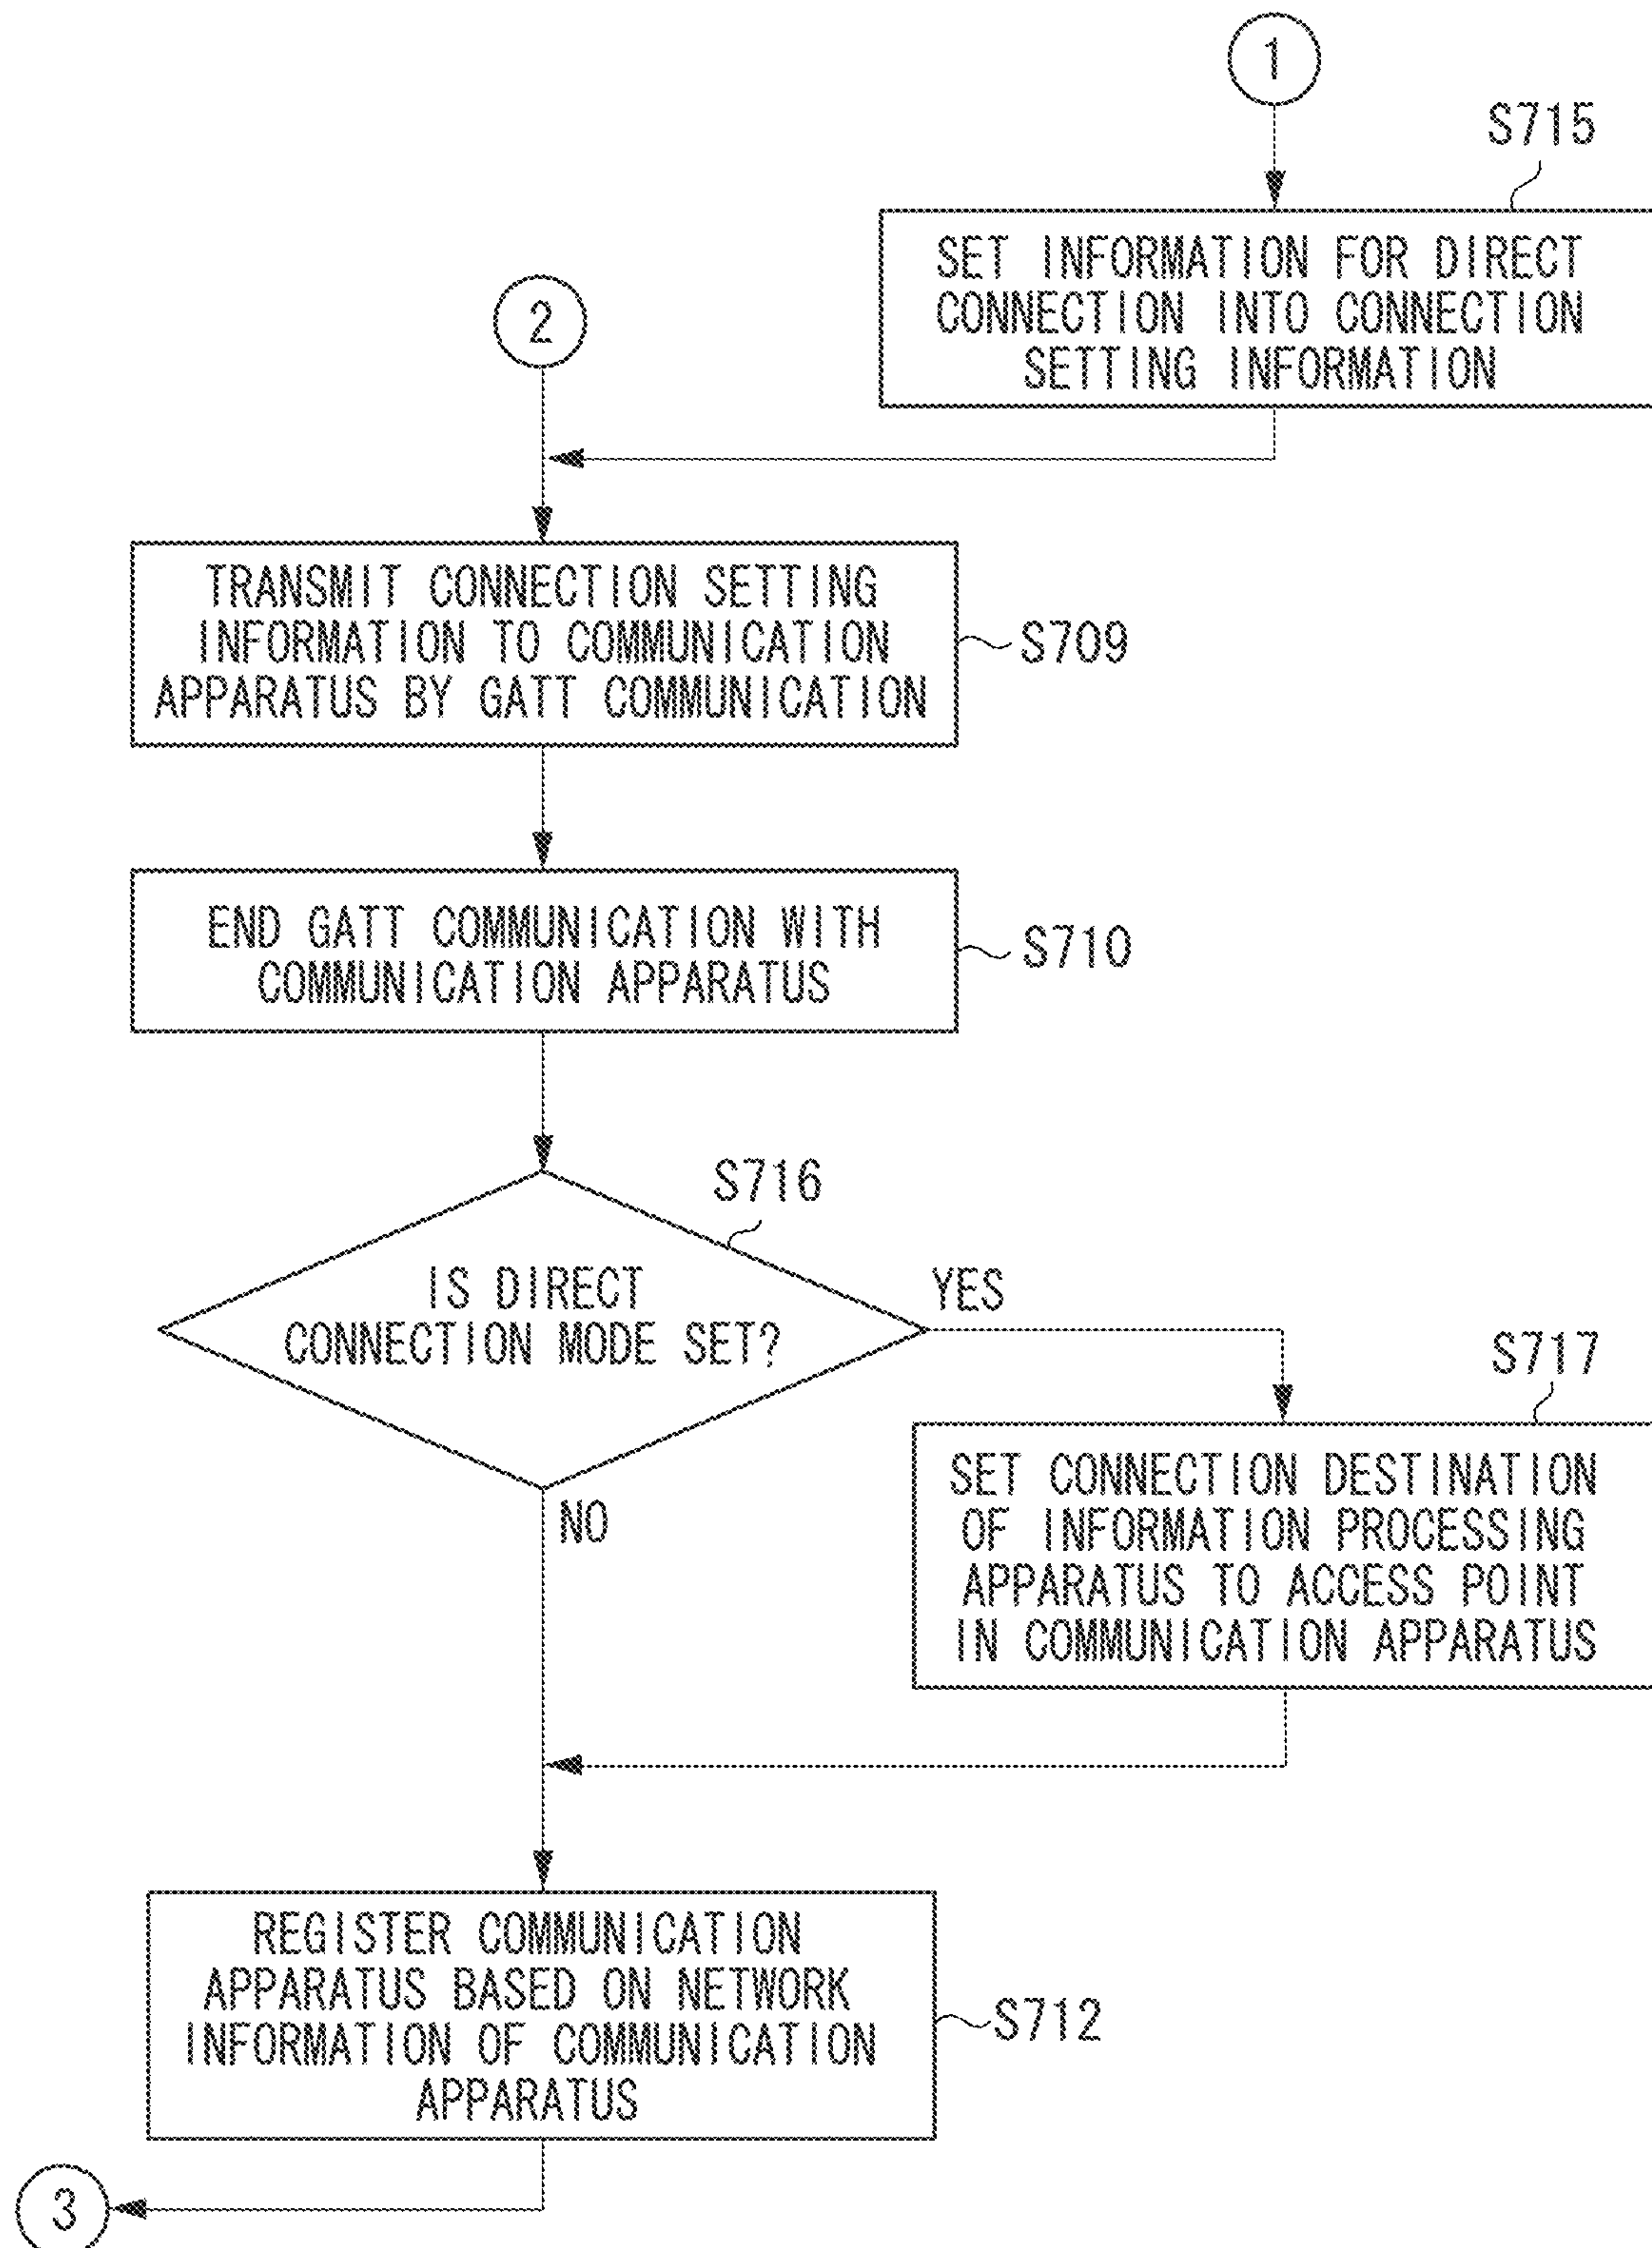 1
S715
SET INFORMATION FOR DIRECT
CONNECTION INTO CONNECTION
SETTING INFORMATION
2
TRANSMIT CONNECTION SETTING
INFORMATION TO COMMUNICATION
APPARATUS BY GATT COMMUNICATION
S709
END GATT COMMUNICATION WITH
COMMUNICATION APPARATUS
S710
S716
IS DIRECT
CONNECTION MODE SET?
YES
NO
S717
SET CONNECTION DESTINATION
OF INFORMATION PROCESSING
APPARATUS TO ACCESS POINT
IN COMMUNICATION APPARATUS
REGISTER COMMUNICATION
APPARATUS BASED ON NETWORK
INFORMATION OF COMMUNICATION
APPARATUS
S712
3